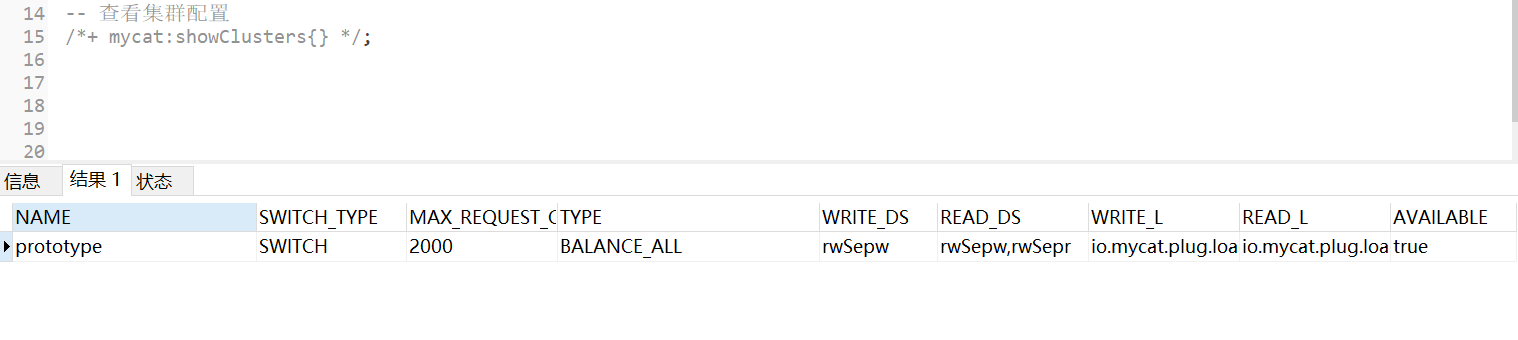 14 -- 查看集群配置
15 /*+ mycat:showClusters{} */;
16
17
18
19
20
信息 结果 1 状态
NAME SWITCH_TYPE MAX_REQUEST_C TYPE WRITE_DS READ_DS WRITE_L READ_L AVAILABLE
prototype SWITCH 2000 BALANCE_ALL rwSepw rwSepw,rwSepr io.mycat.plug.loa io.mycat.plug.loa true